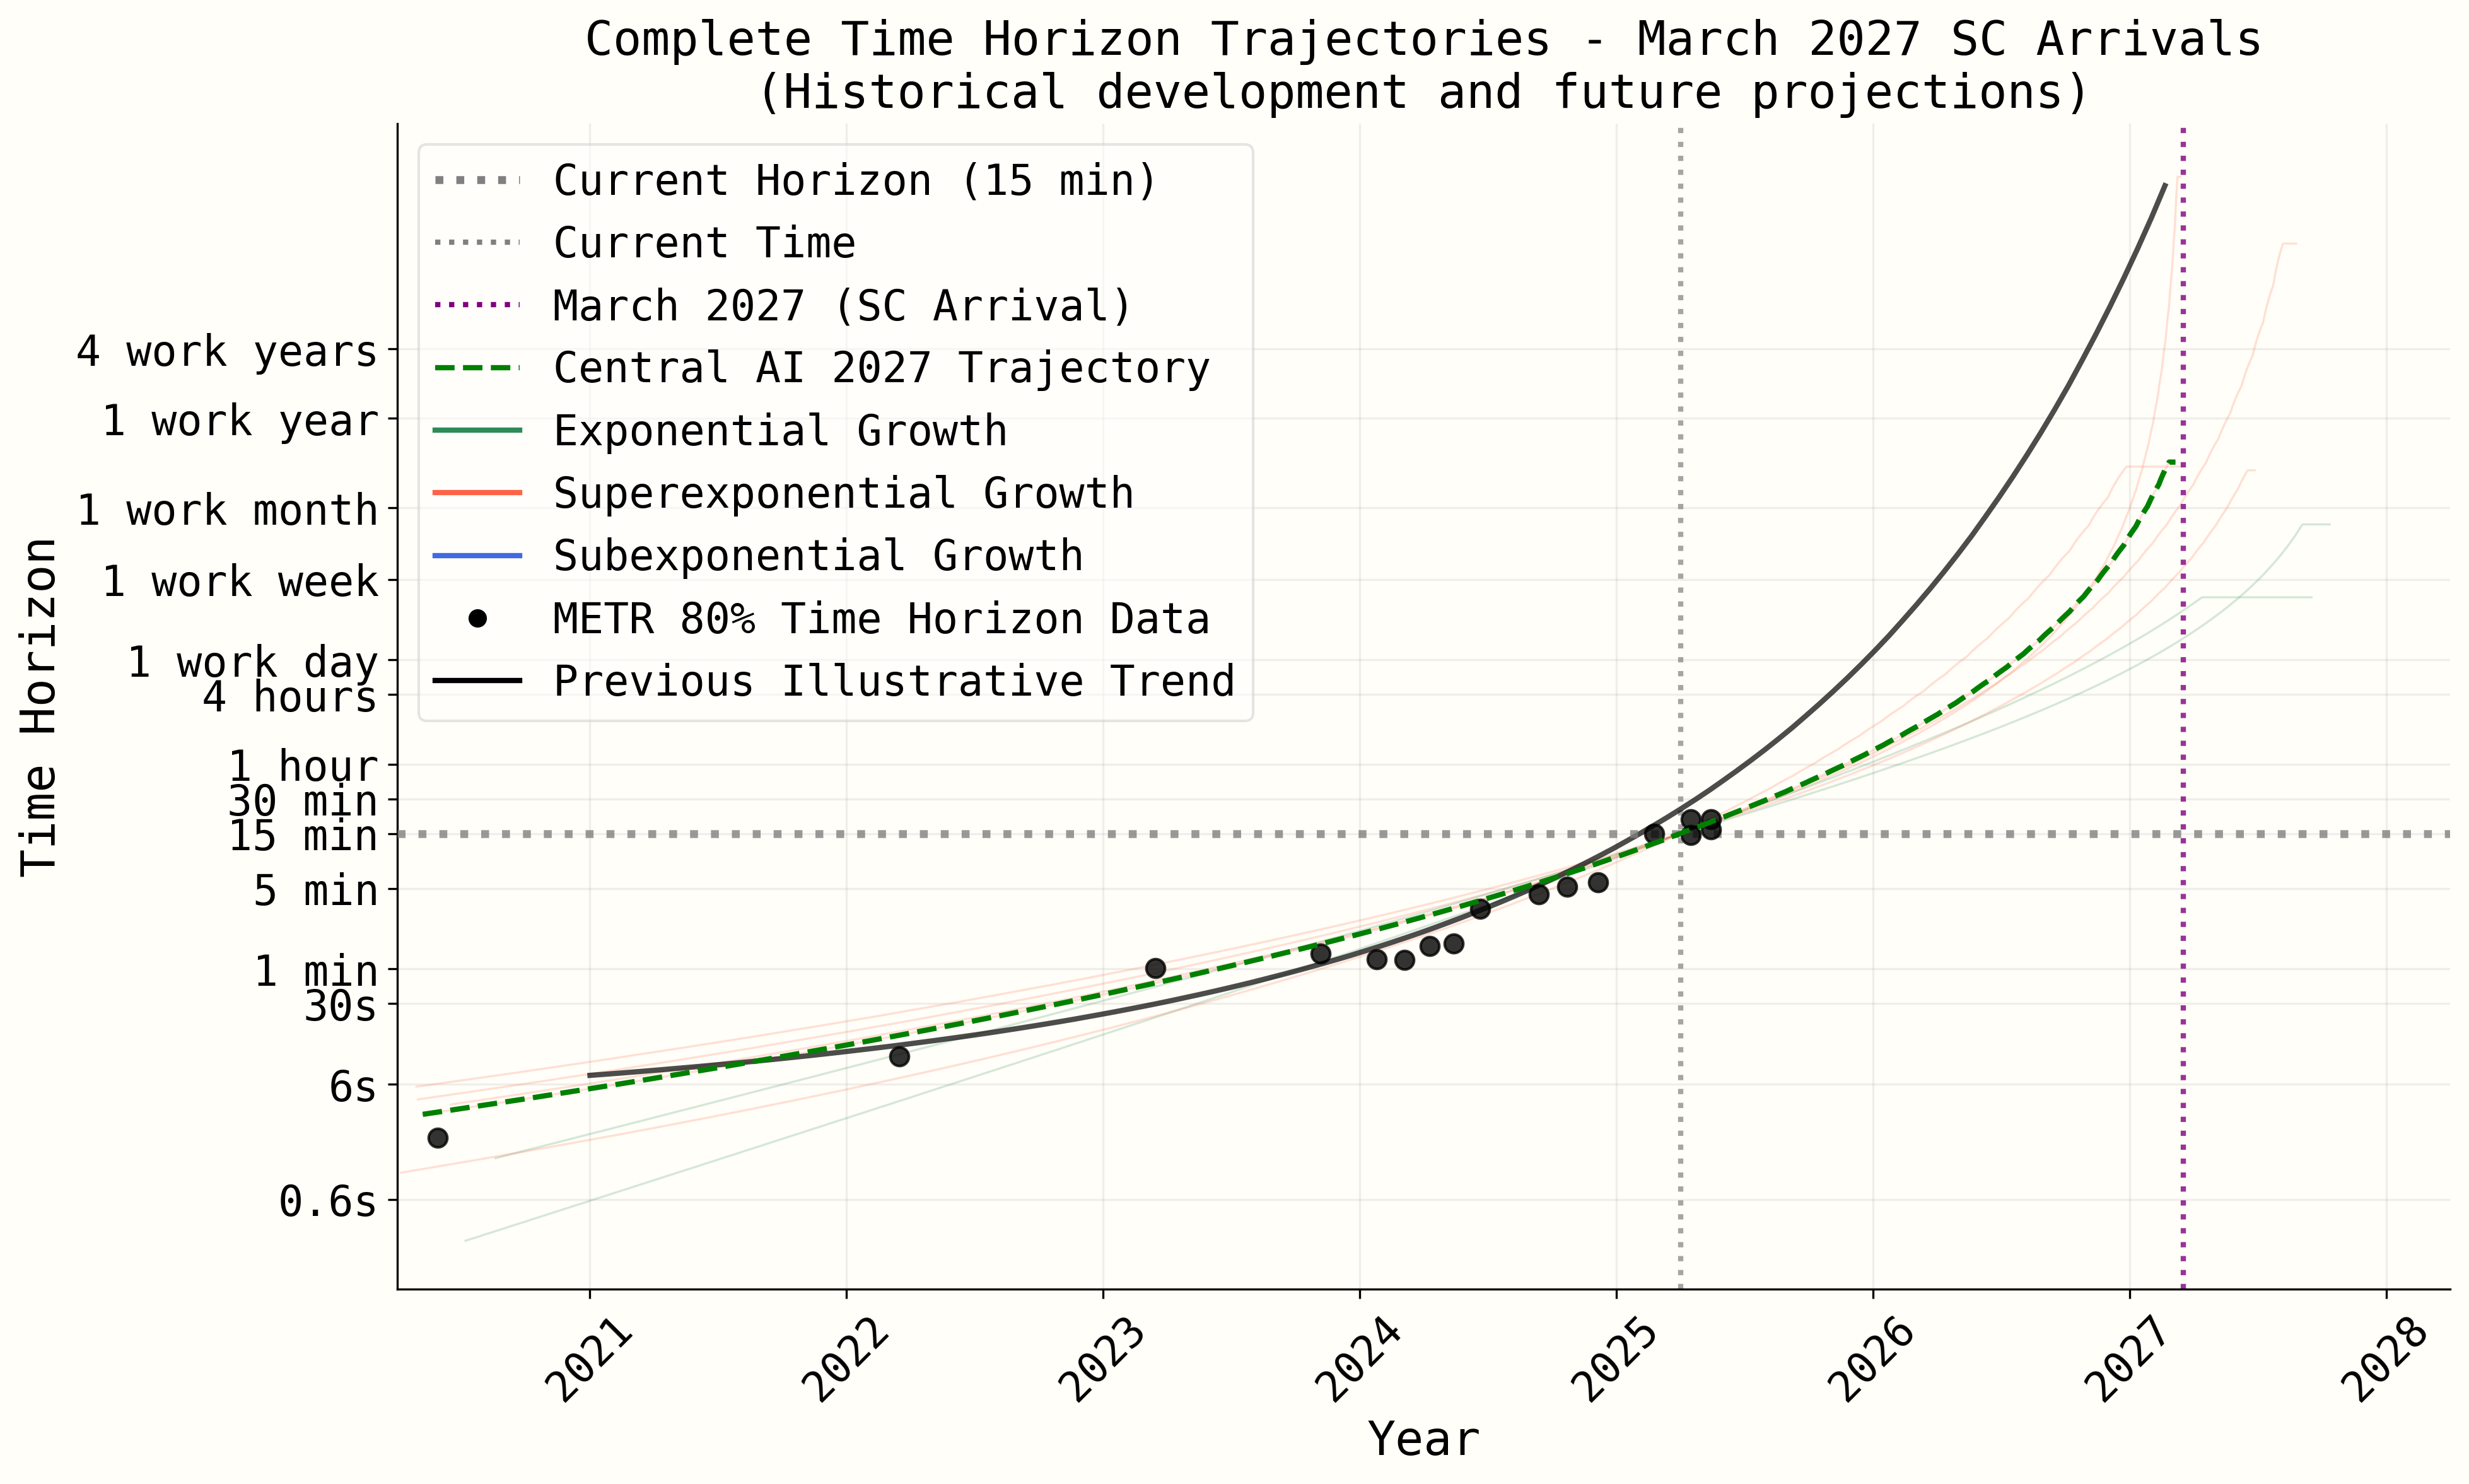 Complete Time Horizon Trajectories - March 2027 SC Arrivals
(Historical development and future projections)
Current Horizon (15 min)
Current Time
March 2027 (SC Arrival)
Central AI 2027 Trajectory
Exponential Growth
Superexponential Growth
Subexponential Growth
METR 80% Time Horizon Data
Previous Illustrative Trend
Time Horizon
4 work years
1 work year
1 work month
1 work week
1 work day
4 hours
1 hour
30 min
15 min
5 min
1 min
30s
6s
0.6s
2021
2022
2023
2024
2025
2026
2027
2028
Year